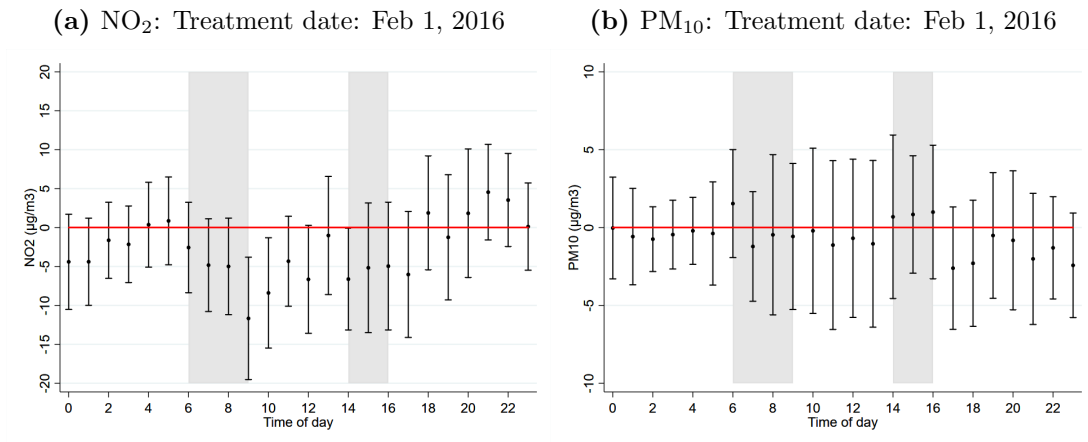 (a) NO₂: Treatment date: Feb 1, 2016
20
15
10
5
0
-5
-10
-15
-20
NO2 (µg/m3)
0 2 4 6 8 10 12 14 16 18 20 22
Time of day
(b) PM₁₀: Treatment date: Feb 1, 2016
10
5
0
-5
-10
PM10 (µg/m3)
0 2 4 6 8 10 12 14 16 18 20 22
Time of day